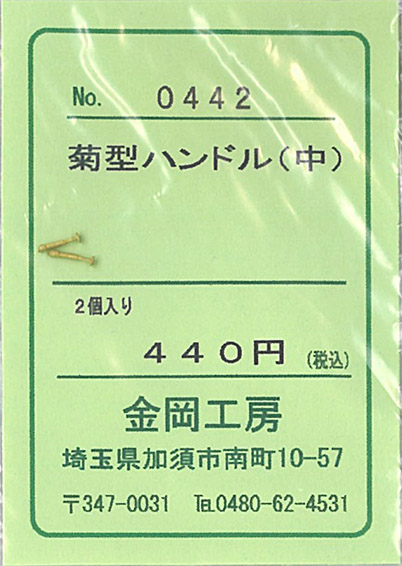 No. 0442
菊型ハンドル(中)
2個入り
440円(税込)
金岡工房
埼玉県加須市南町10-57
〒347-0031 ℡0480-62-4531